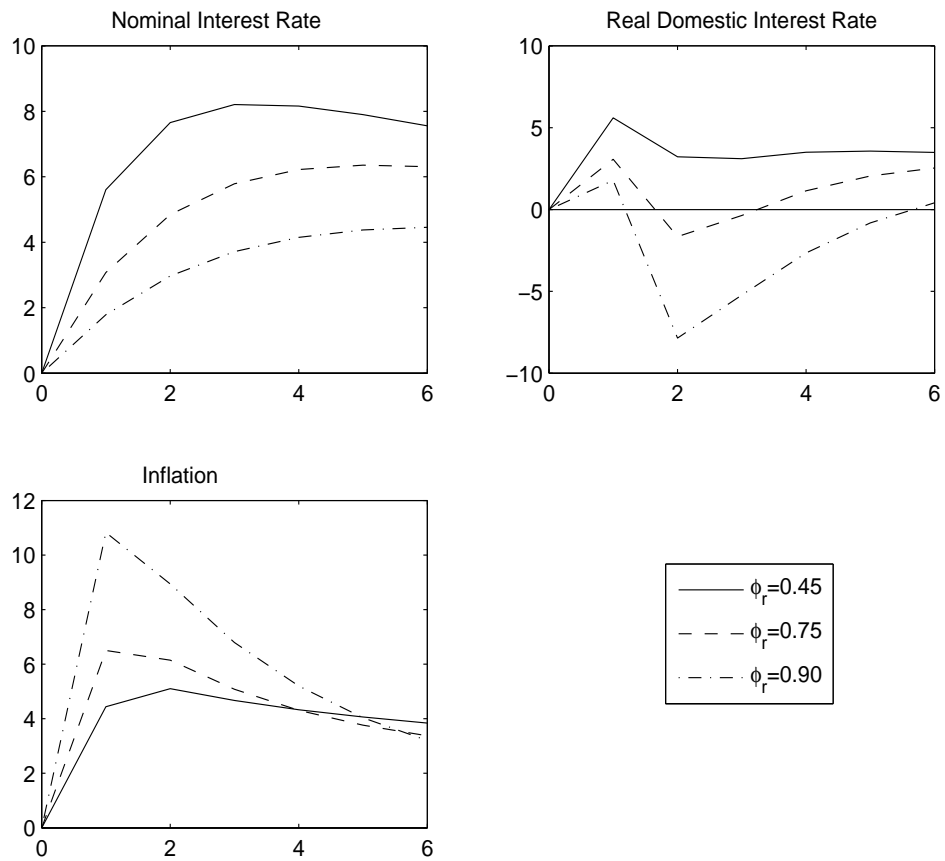 Nominal Interest Rate
10
8
6
4
2
0
0 2 4 6
Real Domestic Interest Rate
10
5
0
−5
−10
0 2 4 6
Inflation
12
10
8
6
4
2
0
0 2 4 6
ϕr=0.45
ϕr=0.75
ϕr=0.90